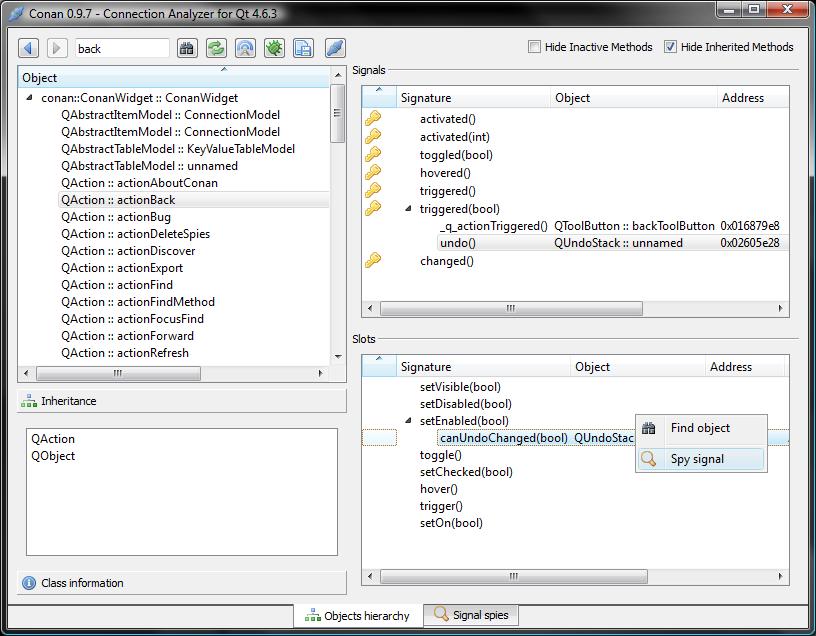 Conan 0.9.7 - Connection Analyzer for Qt 4.6.3
back
Hide Inactive Methods
Hide Inherited Methods
Object
conan::ConanWidget :: ConanWidget
QAbstractItemModel :: ConnectionModel
QAbstractItemModel :: ConnectionModel
QAbstractTableModel :: KeyValueTableModel
QAbstractTableModel :: unnamed
QAction :: actionAboutConan
QAction :: actionBack
QAction :: actionBug
QAction :: actionDeleteSpies
QAction :: actionDiscover
QAction :: actionExport
QAction :: actionFind
QAction :: actionFindMethod
QAction :: actionFocusFind
QAction :: actionForward
QAction :: actionRefresh
Inheritance
QAction
QObject
Class information
Signals
Signature Object Address
activated()
activated(int)
toggled(bool)
hovered()
triggered()
triggered(bool)
_q_actionTriggered() QToolButton :: backToolButton 0x016879e8
undo() QUndoStack :: unnamed 0x02605e28
changed()
Slots
Signature Object Address
setVisible(bool)
setDisabled(bool)
setEnabled(bool)
canUndoChanged(bool) QUndoStac
toggle()
setChecked(bool)
hover()
trigger()
setOn(bool)
Find object
Spy signal
Objects hierarchy
Signal spies